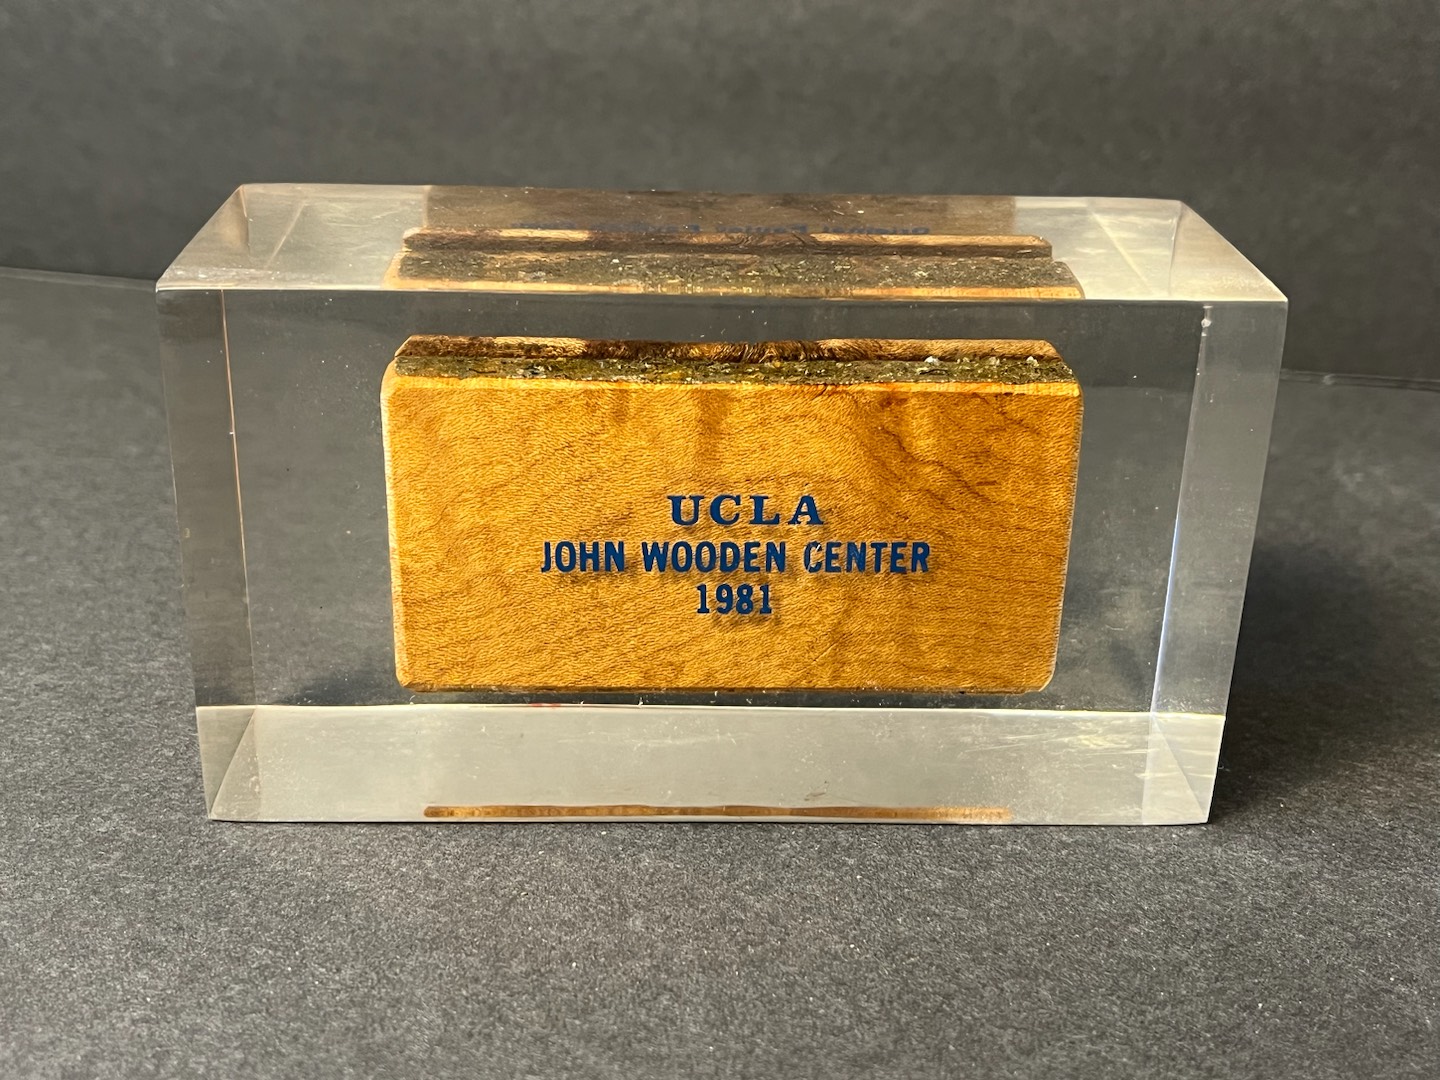 UCLA
JOHN WOODEN CENTER
1981